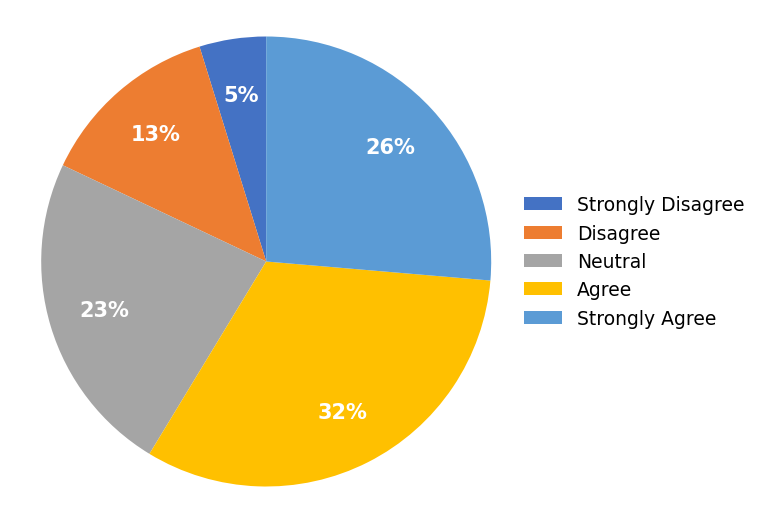 5%
26%
13%
23%
32%
Strongly Disagree
Disagree
Neutral
Agree
Strongly Agree